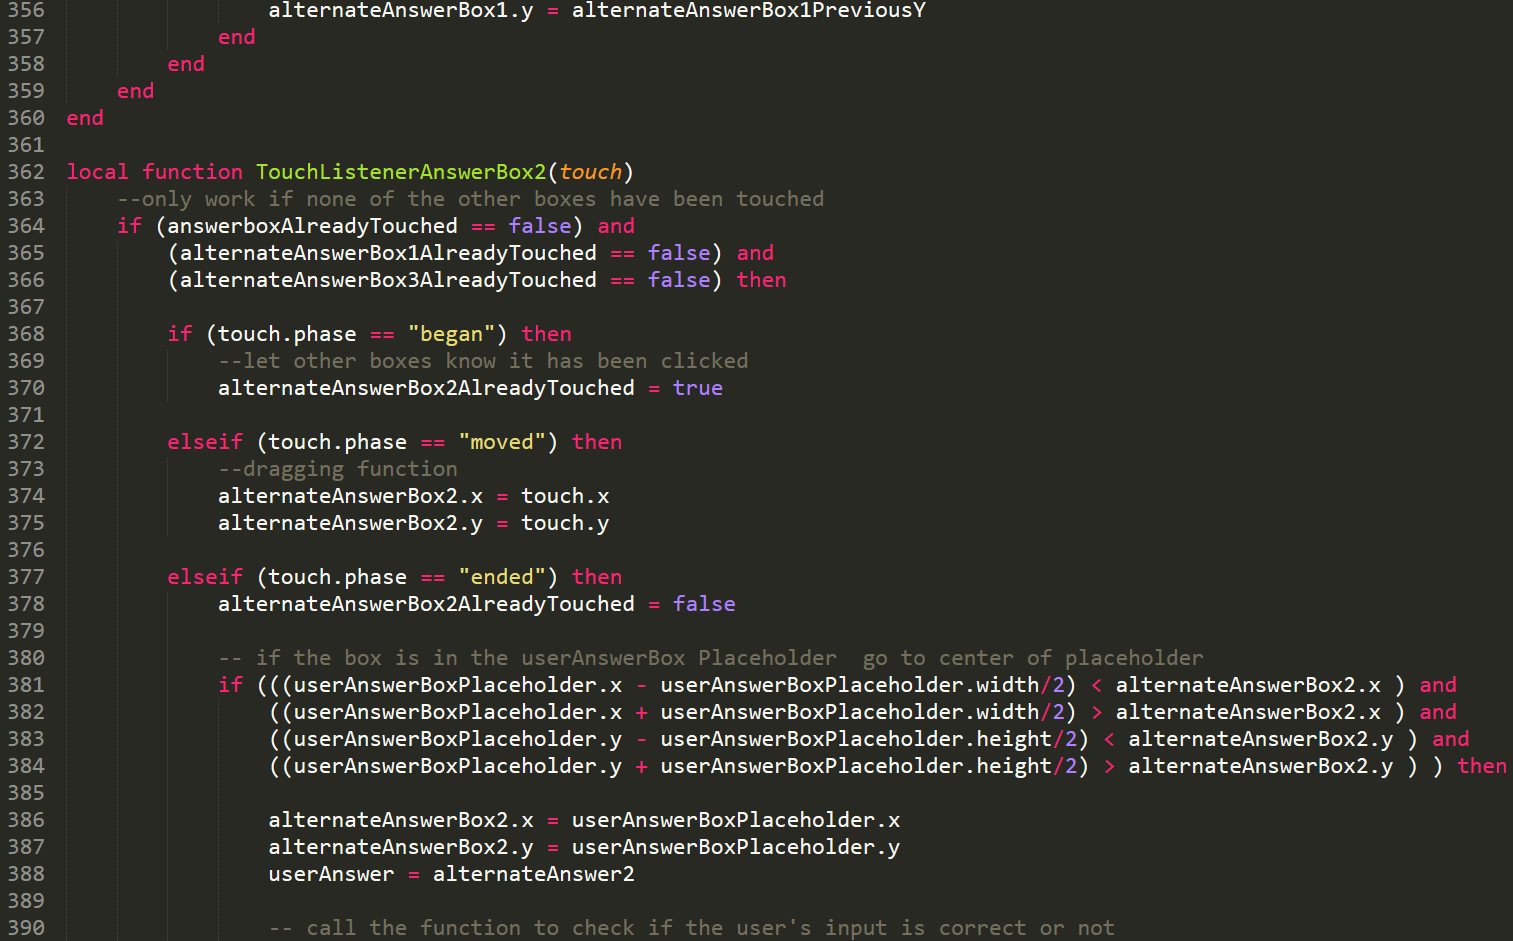 356 alternateAnswerBox1.y = alternateAnswerBox1PreviousY
357 end
358 end
359 end
360 end
361
362 local function TouchListenerAnswerBox2(touch)
363 --only work if none of the other boxes have been touched
364 if (answerboxAlreadyTouched == false) and
365 (alternateAnswerBox1AlreadyTouched == false) and
366 (alternateAnswerBox3AlreadyTouched == false) then
367
368 if (touch.phase == "began") then
369 --let other boxes know it has been clicked
370 alternateAnswerBox2AlreadyTouched = true
371
372 elseif (touch.phase == "moved") then
373 --dragging function
374 alternateAnswerBox2.x = touch.x
375 alternateAnswerBox2.y = touch.y
376
377 elseif (touch.phase == "ended") then
378 alternateAnswerBox2AlreadyTouched = false
379
380 -- if the box is in the userAnswerBox Placeholder  go to center of placeholder
381 if (((userAnswerBoxPlaceholder.x - userAnswerBoxPlaceholder.width/2) < alternateAnswerBox2.x ) and
382 ((userAnswerBoxPlaceholder.x + userAnswerBoxPlaceholder.width/2) > alternateAnswerBox2.x ) and
383 ((userAnswerBoxPlaceholder.y - userAnswerBoxPlaceholder.height/2) < alternateAnswerBox2.y ) and
384 ((userAnswerBoxPlaceholder.y + userAnswerBoxPlaceholder.height/2) > alternateAnswerBox2.y ) ) then
385
386 alternateAnswerBox2.x = userAnswerBoxPlaceholder.x
387 alternateAnswerBox2.y = userAnswerBoxPlaceholder.y
388 userAnswer = alternateAnswer2
389
390 -- call the function to check if the user's input is correct or not